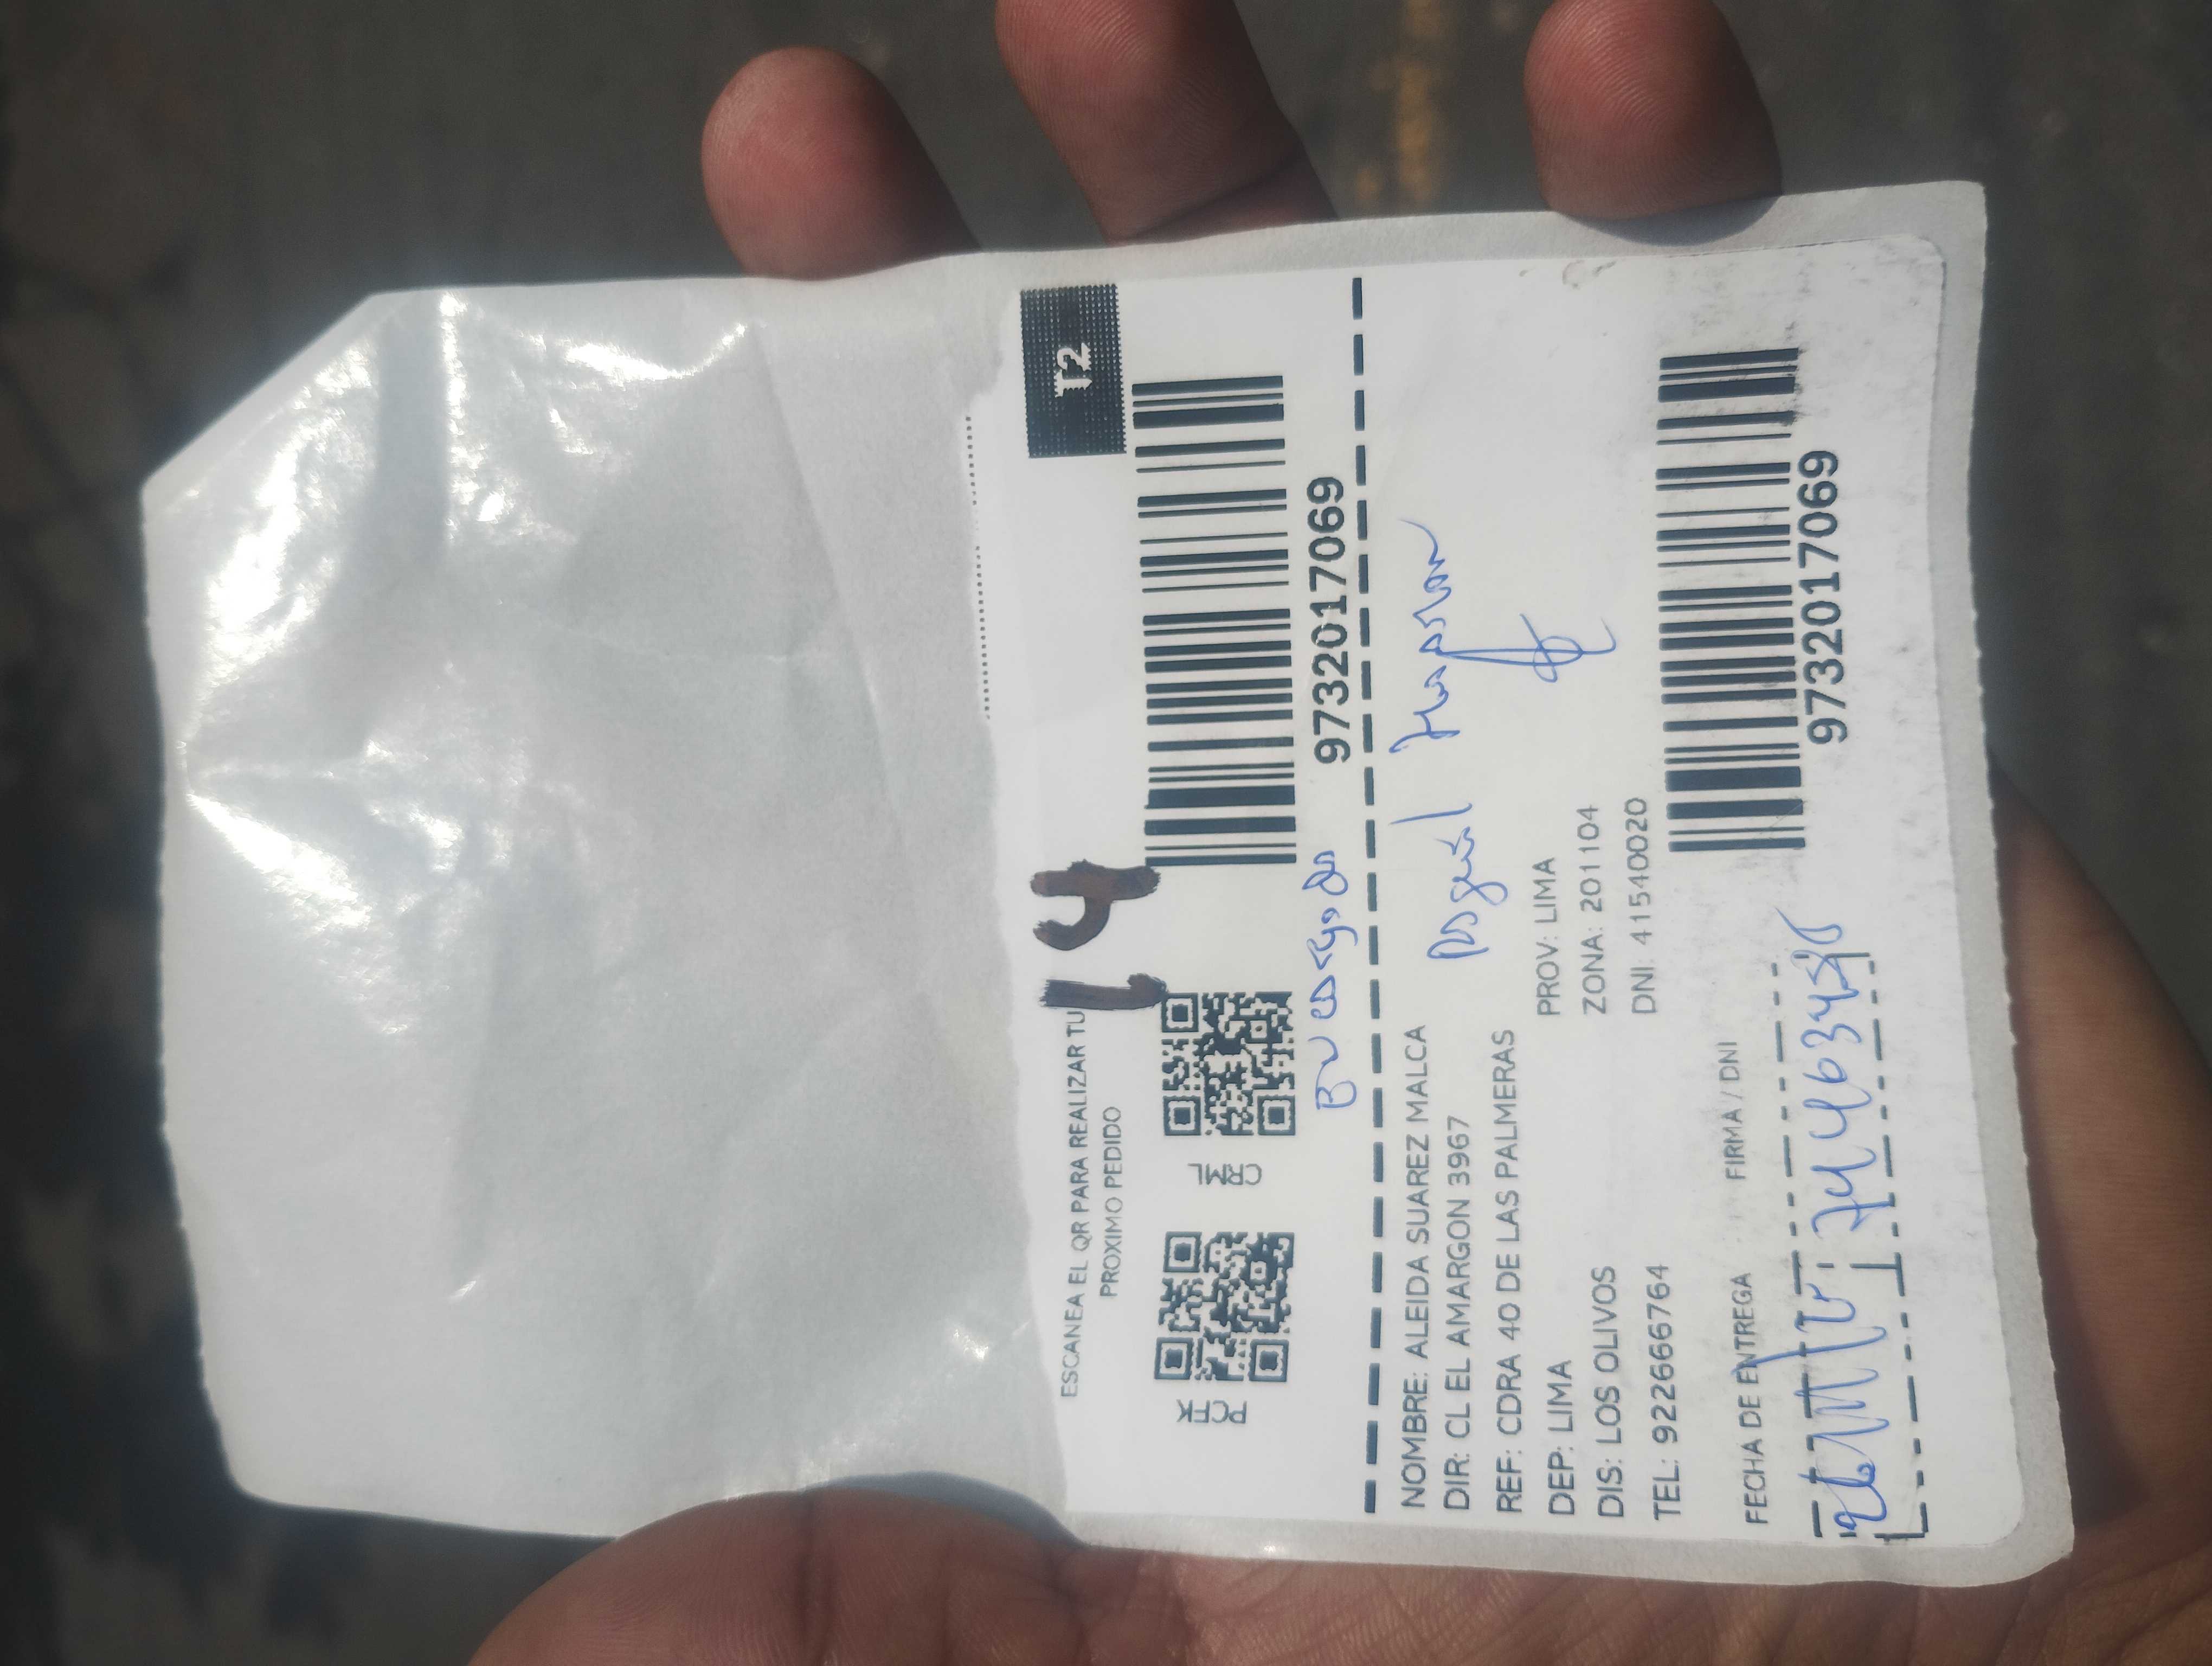 T2
14
ESCANEA EL QR PARA REALIZAR TU
PROXIMO PEDIDO
PCFK
CRML
9732017069
NOMBRE: ALEIDA SUAREZ MALCA
DIR: CL EL AMARGON 3967
REF: CDRA 40 DE LAS PALMERAS
DEP: LIMA
PROV: LIMA
DIS: LOS OLIVOS
ZONA: 201104
TEL: 922666764
DNI: 41540020
FECHA DE ENTREGA
FIRMA / DNI
9732017069